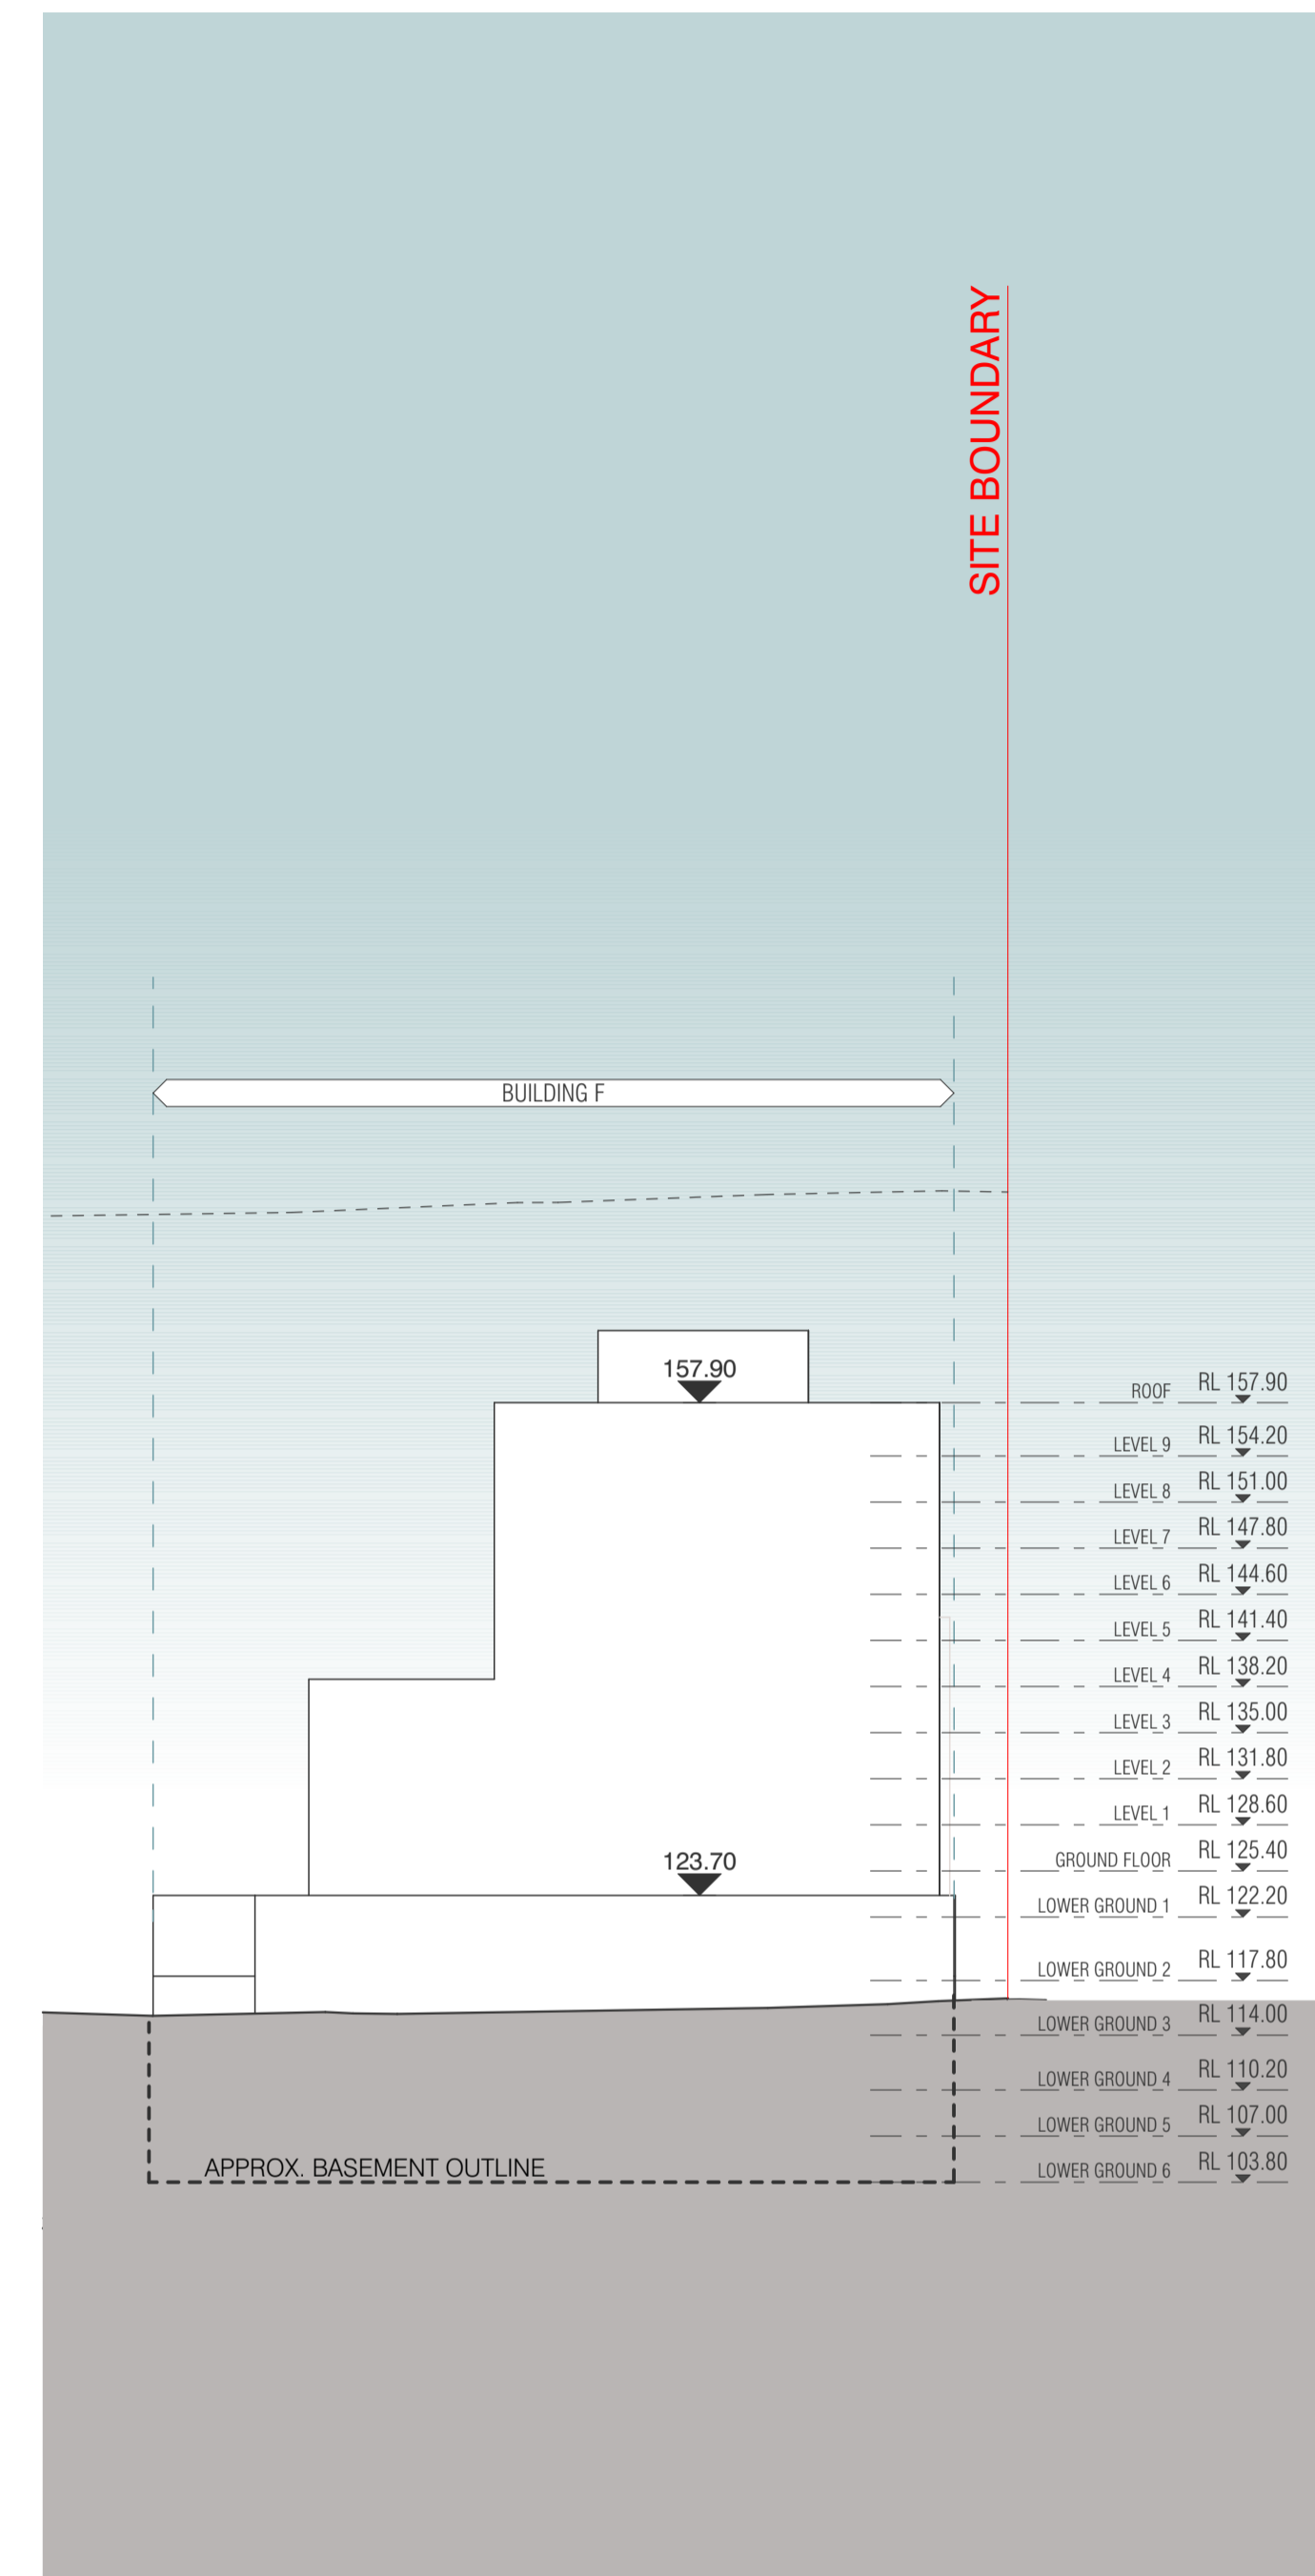 SITE BOUNDARY
BUILDING F
157.90
ROOF RL 157.90
LEVEL 9 RL 154.20
LEVEL 8 RL 151.00
LEVEL 7 RL 147.80
LEVEL 6 RL 144.60
LEVEL 5 RL 141.40
LEVEL 4 RL 138.20
LEVEL 3 RL 135.00
LEVEL 2 RL 131.80
LEVEL 1 RL 128.60
123.70
GROUND FLOOR RL 125.40
LOWER GROUND 1 RL 122.20
LOWER GROUND 2 RL 117.80
LOWER GROUND 3 RL 114.00
LOWER GROUND 4 RL 110.20
LOWER GROUND 5 RL 107.00
APPROX. BASEMENT OUTLINE
LOWER GROUND 6 RL 103.80